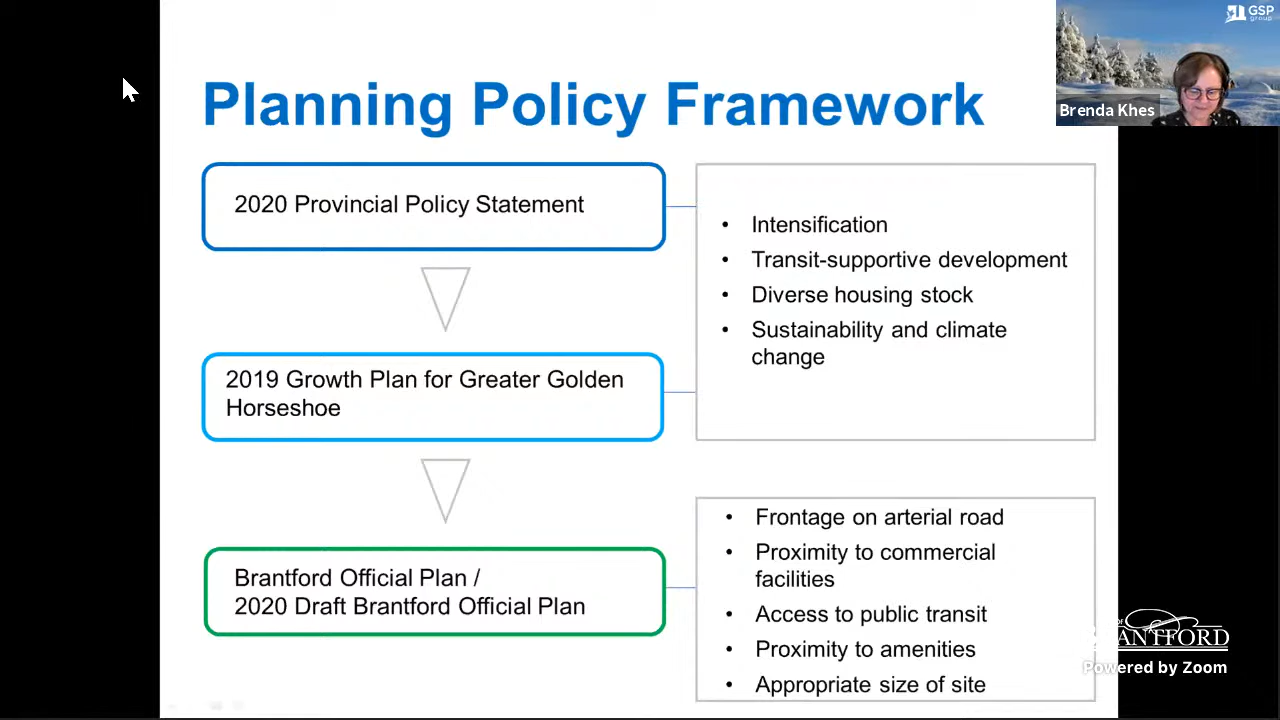 GSP
group
Brenda Khes
Planning Policy Framework
2020 Provincial Policy Statement
• Intensification
• Transit-supportive development
• Diverse housing stock
• Sustainability and climate
change
2019 Growth Plan for Greater Golden
Horseshoe
Brantford Official Plan /
2020 Draft Brantford Official Plan
• Frontage on arterial road
• Proximity to commercial
facilities
• Access to public transit
• Proximity to amenities
• Appropriate size of site
ANTFORD
Powered by Zoom